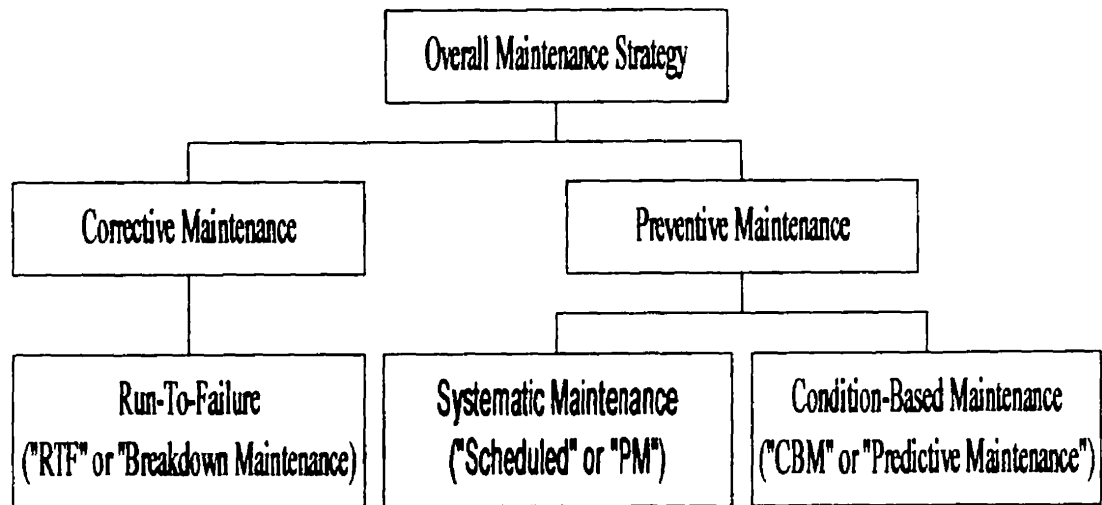 Overall Maintenance Strategy
Corrective Maintenance
Preventive Maintenance
Run-To-Failure
("RTF" or "Breakdown Maintenance)
Systematic Maintenance
("Scheduled" or "PM")
Condition-Based Maintenance
("CBM" or "Predictive Maintenance")